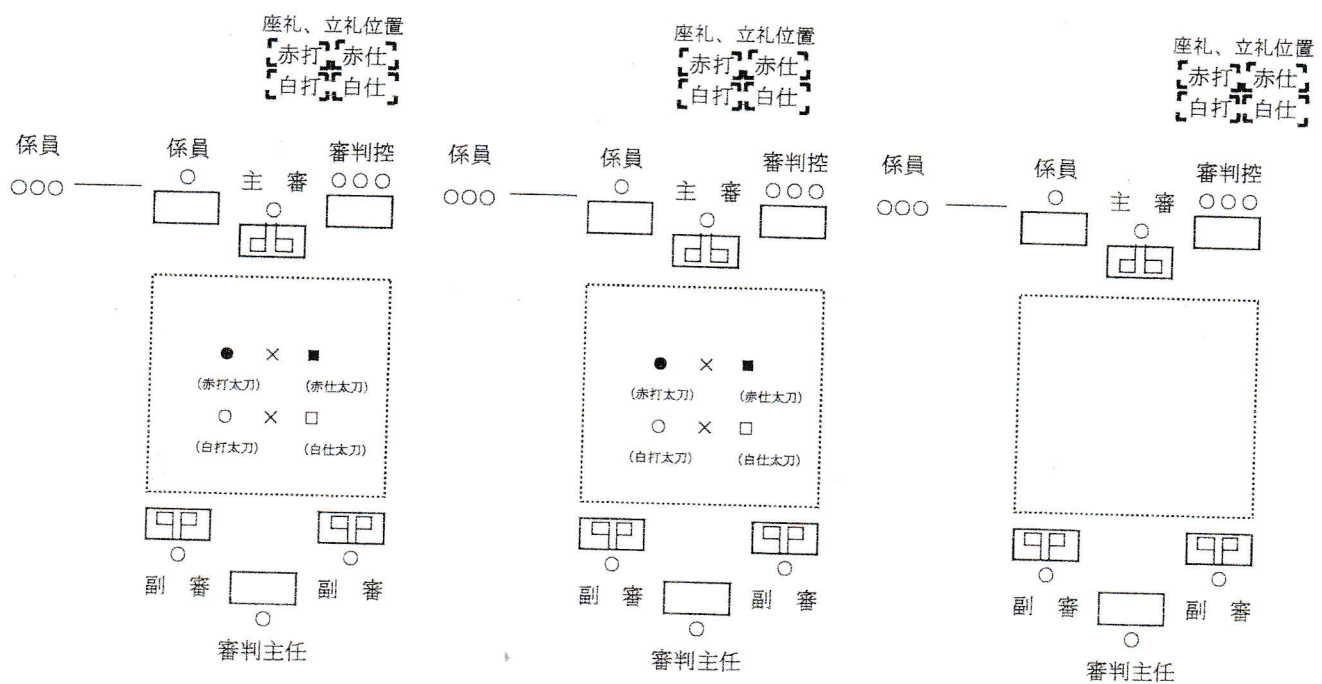 座礼、立礼位置
赤打 赤仕
白打 白仕
係員
○○○
係員
○
主 審
○
審判控
○○○
● × ■
(赤打太刀) (赤仕太刀)
○ × □
(白打太刀) (白仕太刀)
○
副 審
○
副 審
○
審判主任
座礼、立礼位置
赤打 赤仕
白打 白仕
係員
○○○
係員
○
主 審
○
審判控
○○○
● × ■
(赤打太刀) (赤仕太刀)
○ × □
(白打太刀) (白仕太刀)
○
副 審
○
副 審
○
審判主任
座礼、立礼位置
赤打 赤仕
白打 白仕
係員
○○○
係員
○
主 審
○
審判控
○○○
○
副 審
○
副 審
○
審判主任